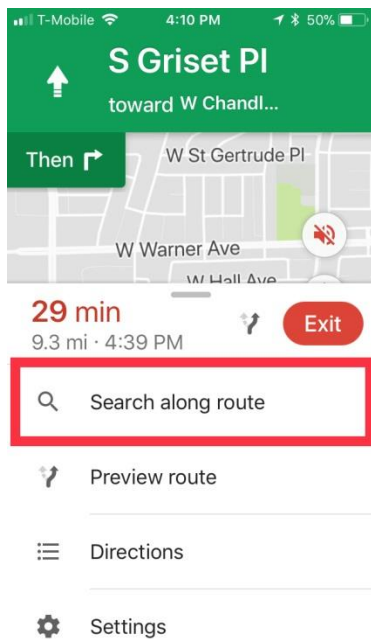 T-Mobile 4:10 PM 50%
S Griset Pl
toward W Chandl...
Then
W St Gertrude Pl
W Warner Ave
W Hall Ave
29 min
9.3 mi · 4:39 PM
Exit
Search along route
Preview route
Directions
Settings